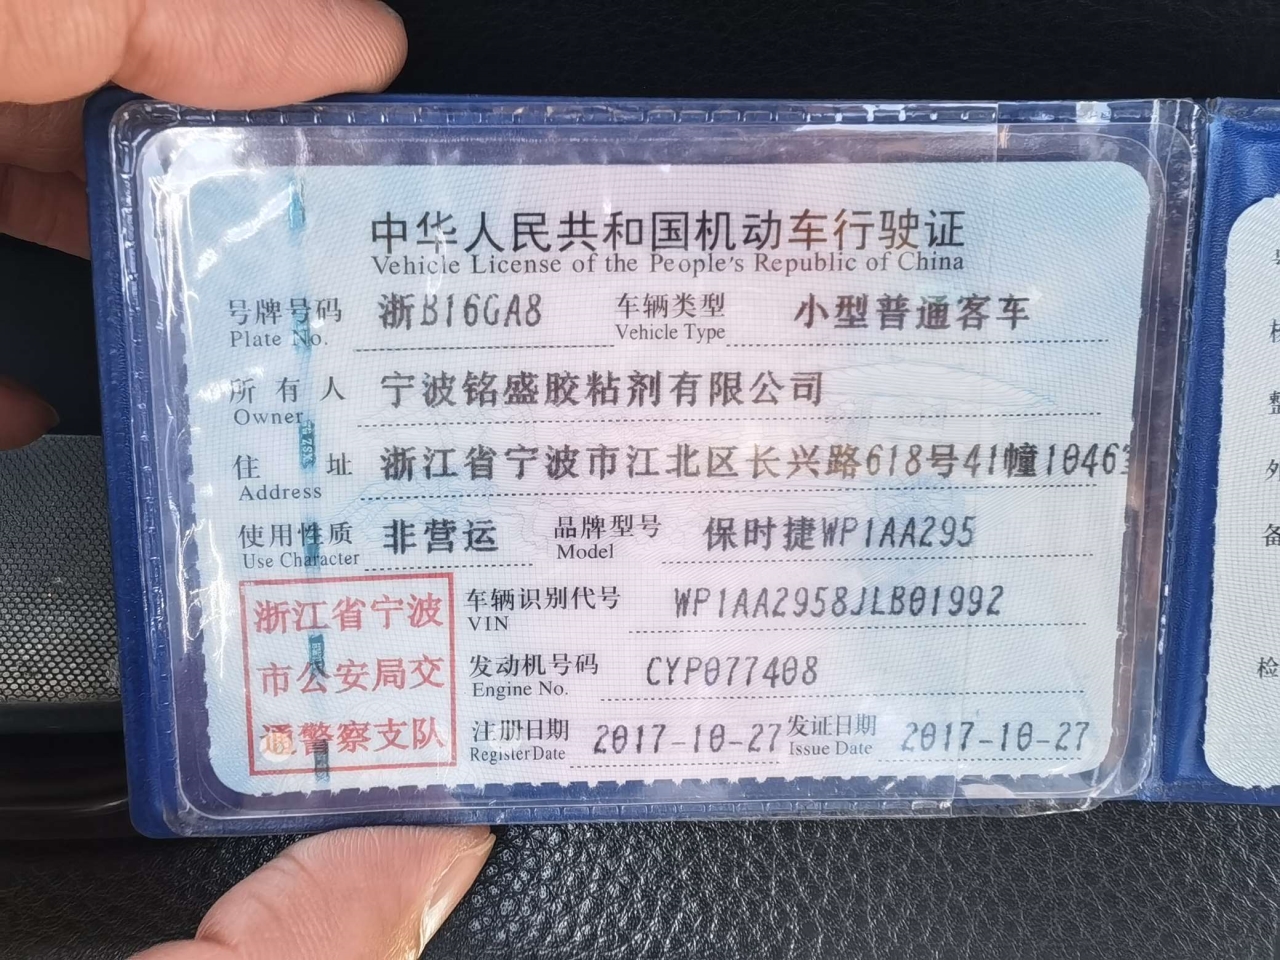 中华人民共和国机动车行驶证
Vehicle License of the People's Republic of China
号牌号码 浙B16GA8 车辆类型 小型普通客车
Plate No. Vehicle Type
所有人 宁波铭盛胶粘剂有限公司
Owner
住址 浙江省宁波市江北区长兴路618号41幢1046室
Address
使用性质 非营运 品牌型号 保时捷WP1AA295
Use Character Model
浙江省宁波
市公安局交
通警察支队
车辆识别代号 WP1AA2958JLB01992
VIN
发动机号码 CYP077408
Engine No.
注册日期 2017-10-27 发证日期 2017-10-27
Register Date Issue Date
备
检